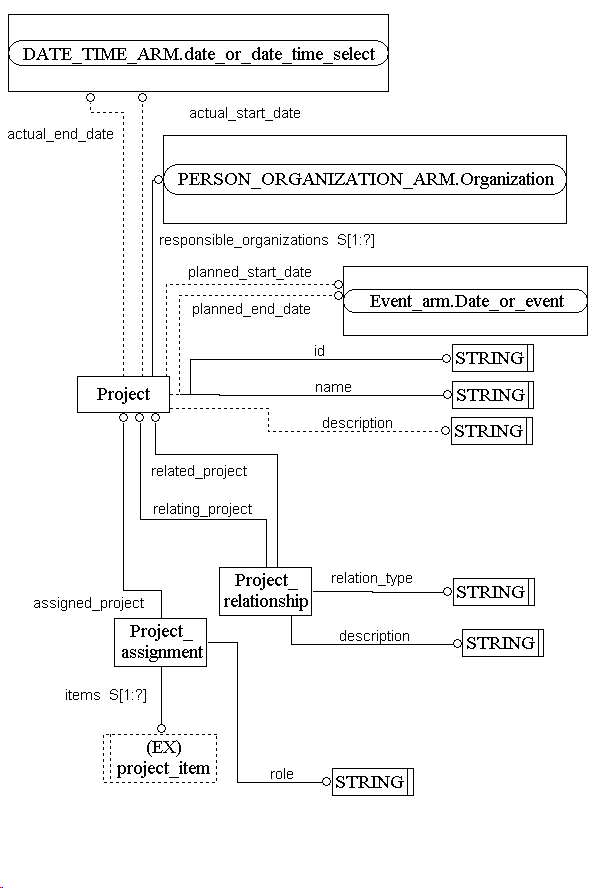 DATE_TIME_ARM.date_or_date_time_select
actual_start_date
actual_end_date
PERSON_ORGANIZATION_ARM.Organization
responsible_organizations S[1:?]
planned_start_date
Event_arm.Date_or_event
planned_end_date
id
STRING
Project
name
STRING
description
STRING
related_project
relating_project
Project_
relationship
relation_type
STRING
assigned_project
Project_
assignment
description
STRING
items S[1:?]
(EX)
project_item
role
STRING